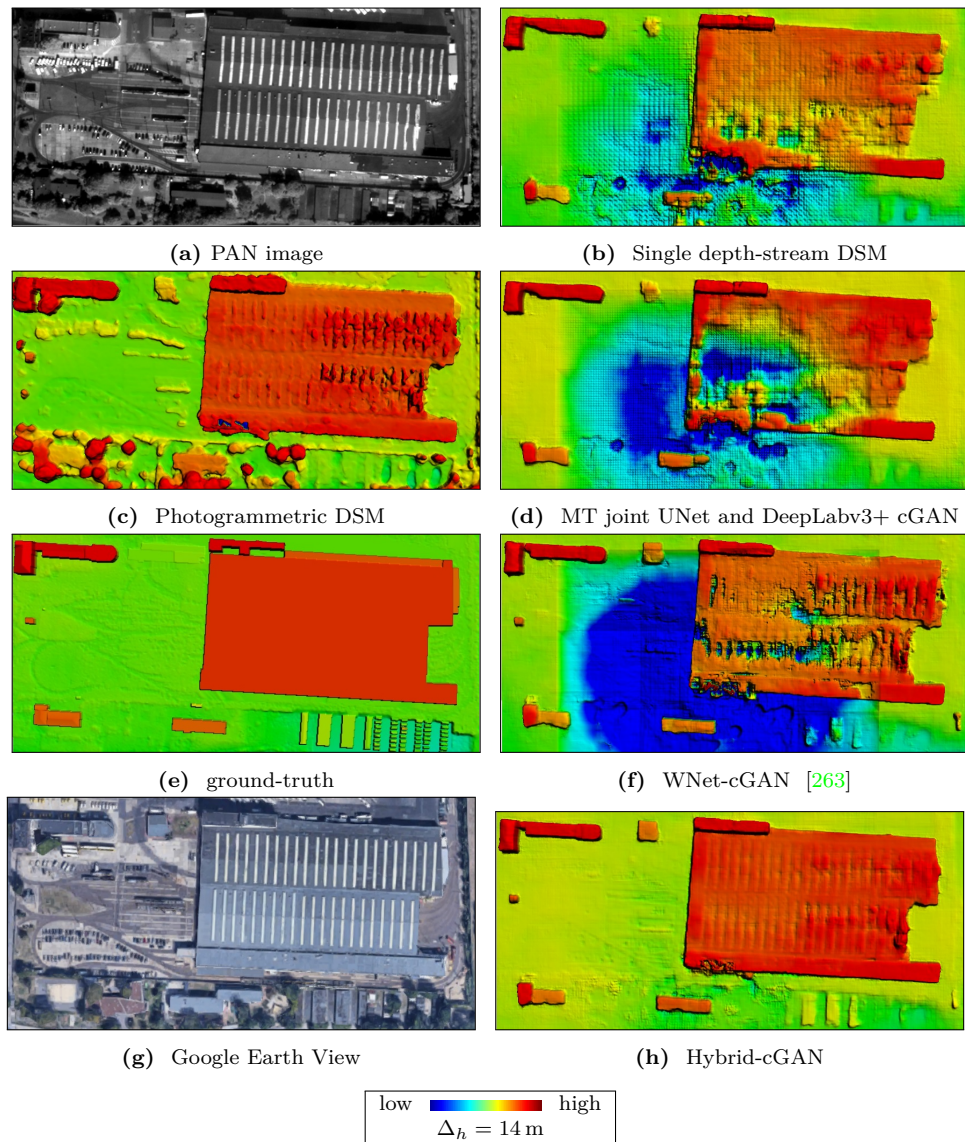 (a) PAN image
(b) Single depth-stream DSM
(c) Photogrammetric DSM
(d) MT joint UNet and DeepLabv3+ cGAN
(e) ground-truth
(f) WNet-cGAN [263]
(g) Google Earth View
(h) Hybrid-cGAN
low high
Δh = 14 m